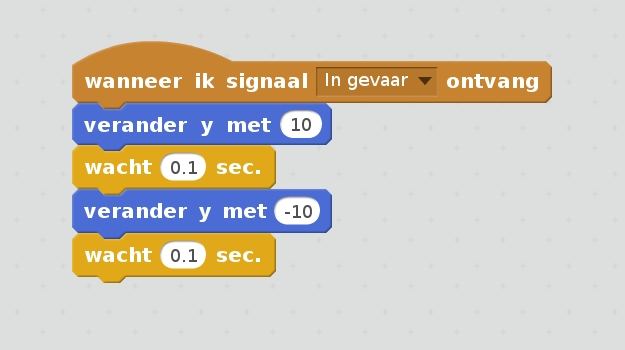 wanneer ik signaal In gevaar ontvang
verander y met 10
wacht 0.1 sec.
verander y met -10
wacht 0.1 sec.